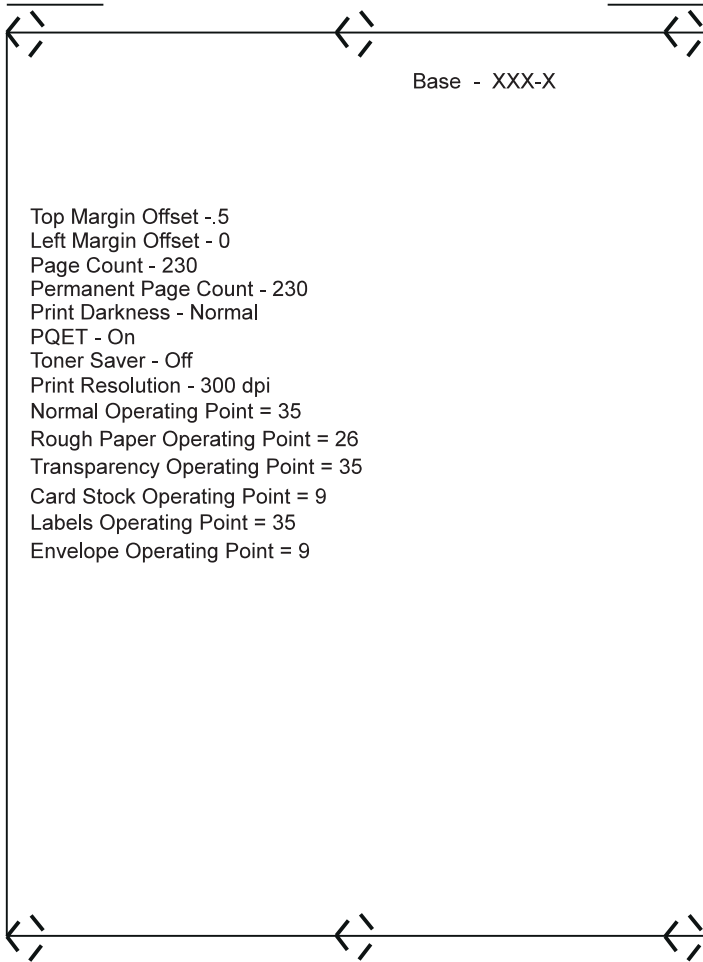 Base - XXX-X
Top Margin Offset -.5
Left Margin Offset - 0
Page Count - 230
Permanent Page Count - 230
Print Darkness - Normal
PQET - On
Toner Saver - Off
Print Resolution - 300 dpi
Normal Operating Point = 35
Rough Paper Operating Point = 26
Transparency Operating Point = 35
Card Stock Operating Point = 9
Labels Operating Point = 35
Envelope Operating Point = 9